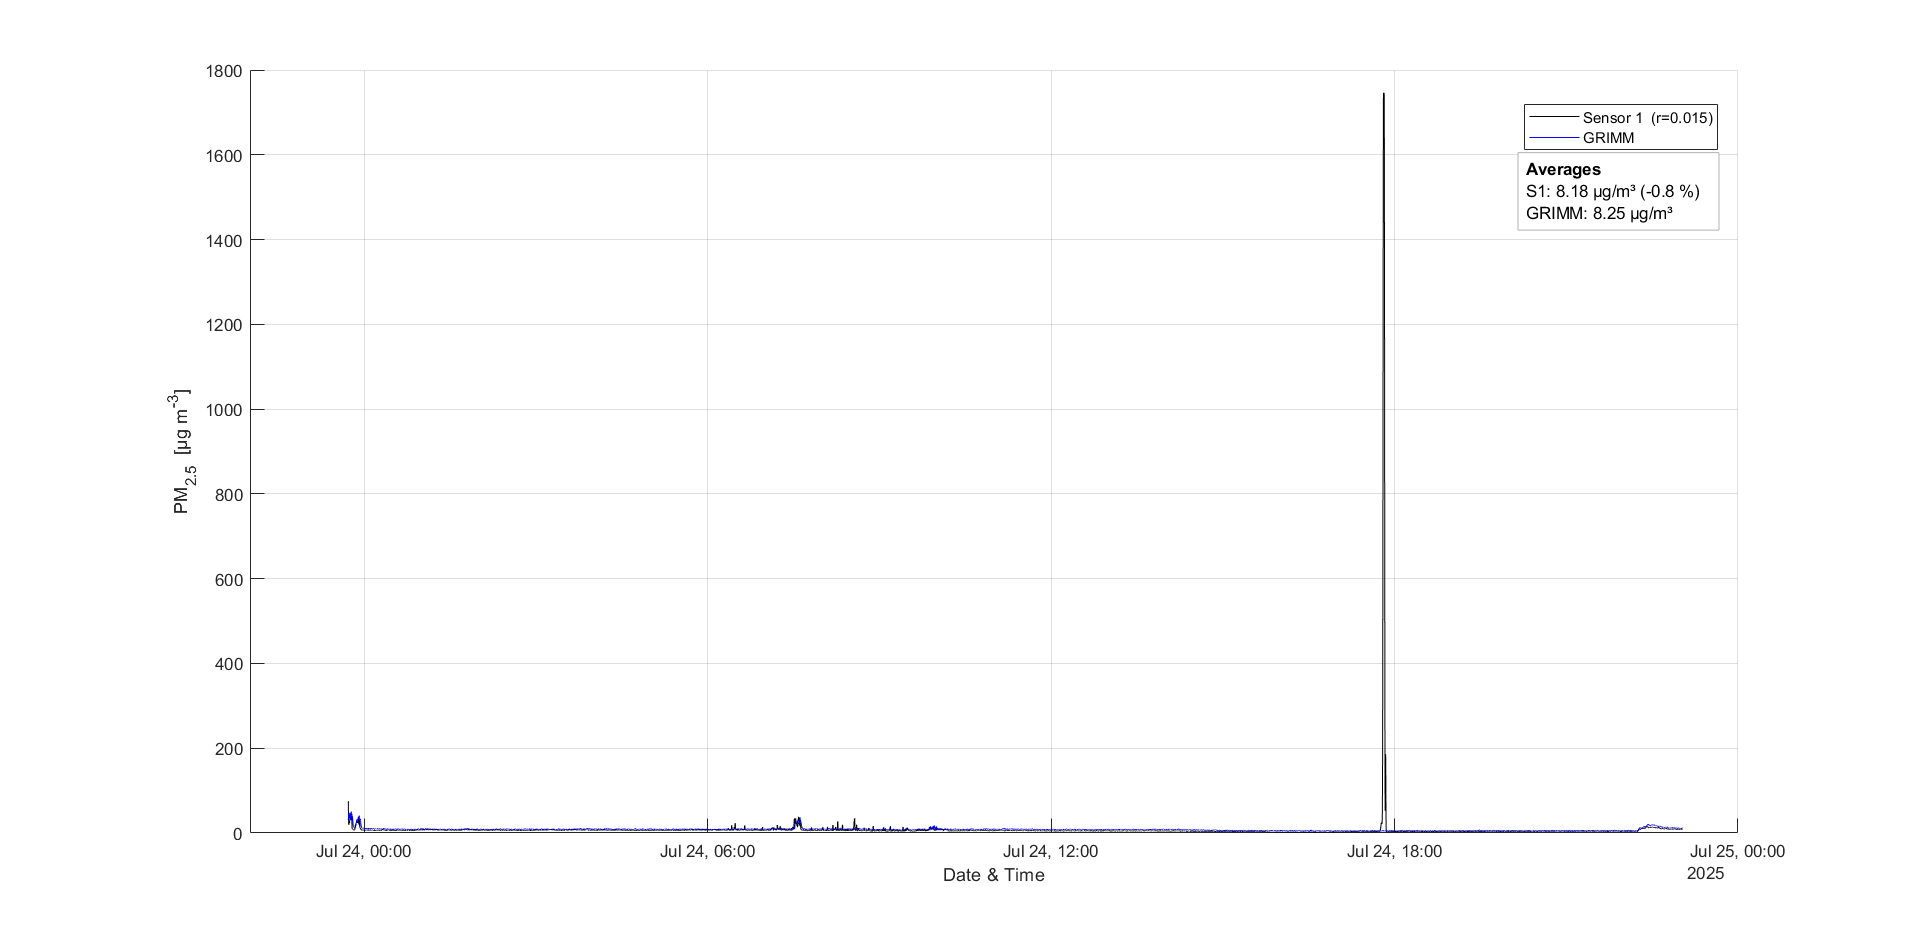 1800
1600
1400
1200
1000
800
600
400
200
0
PM2.5 [µg m-3]
Sensor 1 (r=0.015)
GRIMM
Averages
S1: 8.18 µg/m³ (-0.8 %)
GRIMM: 8.25 µg/m³
Jul 24, 00:00
Jul 24, 06:00
Jul 24, 12:00
Jul 24, 18:00
Jul 25, 00:00
2025
Date & Time